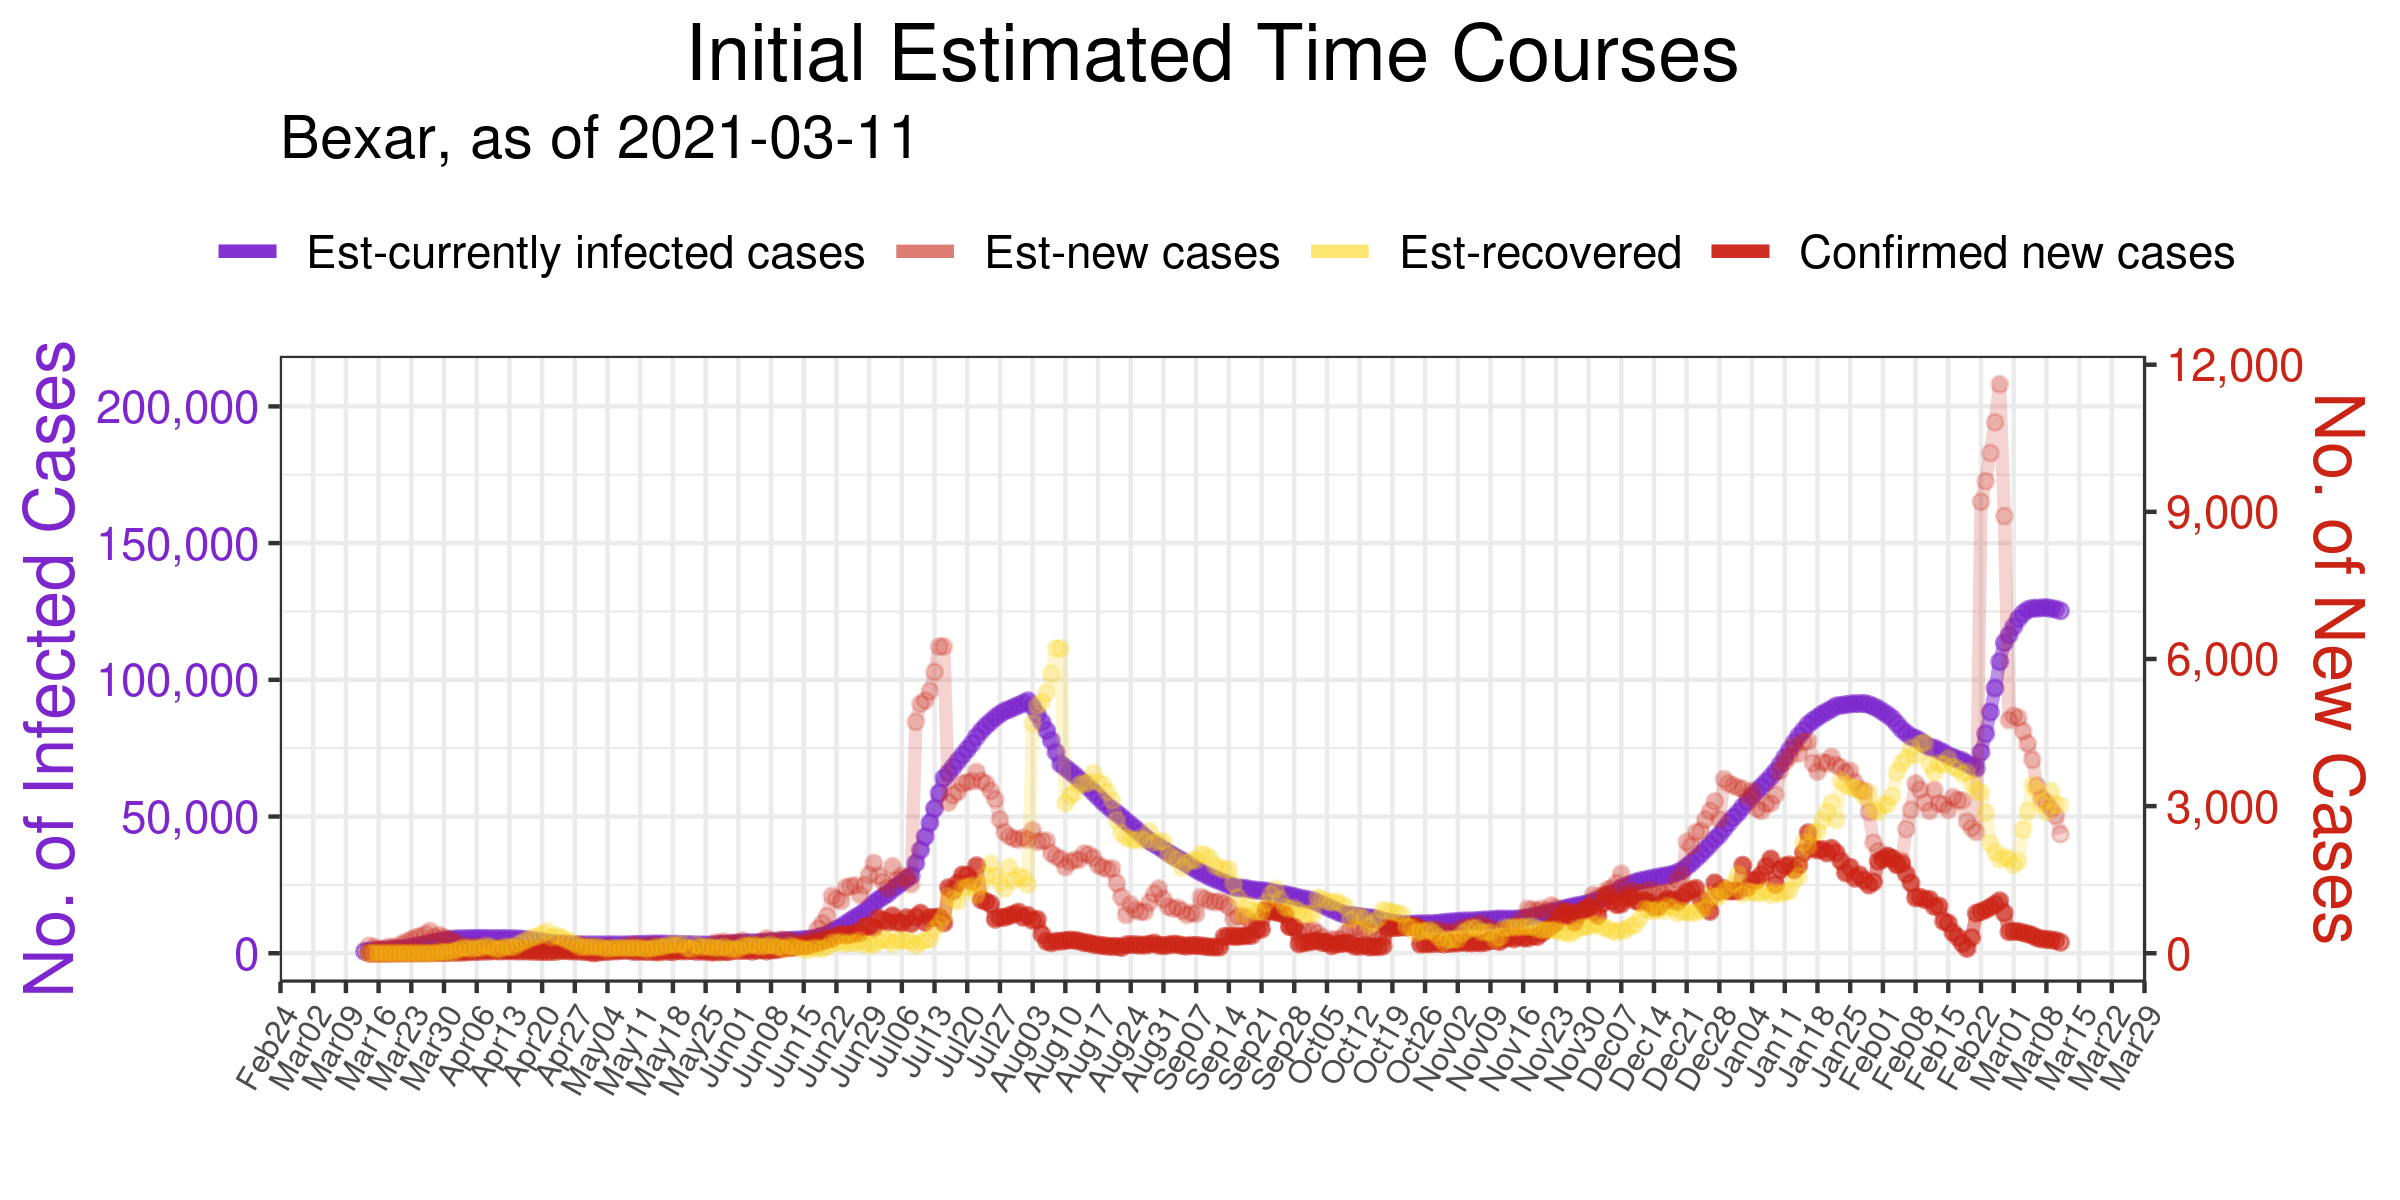 Initial Estimated Time Courses
Bexar, as of 2021-03-11
Est-currently infected cases Est-new cases Est-recovered Confirmed new cases
No. of Infected Cases
200,000
150,000
100,000
50,000
0
12,000
9,000
6,000
3,000
0
No. of New Cases
Feb24 Mar02 Mar09 Mar16 Mar23 Mar30 Apr06 Apr13 Apr20 Apr27 May04 May11 May18 May25 Jun01 Jun08 Jun15 Jun22 Jun29 Jul06 Jul13 Jul20 Jul27 Aug03 Aug10 Aug17 Aug24 Aug31 Sep07 Sep14 Sep21 Sep28 Oct05 Oct12 Oct19 Oct26 Nov02 Nov09 Nov16 Nov23 Nov30 Dec07 Dec14 Dec21 Dec28 Jan04 Jan11 Jan18 Jan25 Feb01 Feb08 Feb15 Feb22 Mar01 Mar08 Mar15 Mar22 Mar29